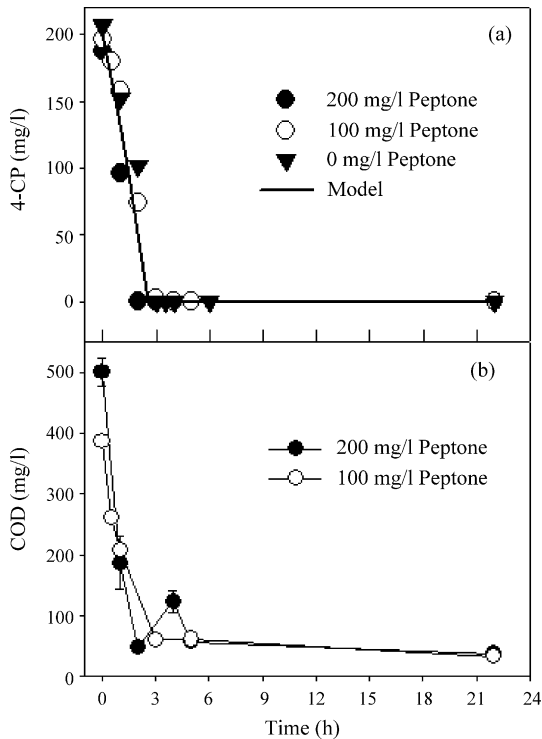 (a)
200
150
100
50
0
4-CP (mg/l)
200 mg/l Peptone
100 mg/l Peptone
0 mg/l Peptone
Model
(b)
500
400
300
200
100
0
COD (mg/l)
200 mg/l Peptone
100 mg/l Peptone
0 3 6 9 12 15 18 21 24
Time (h)